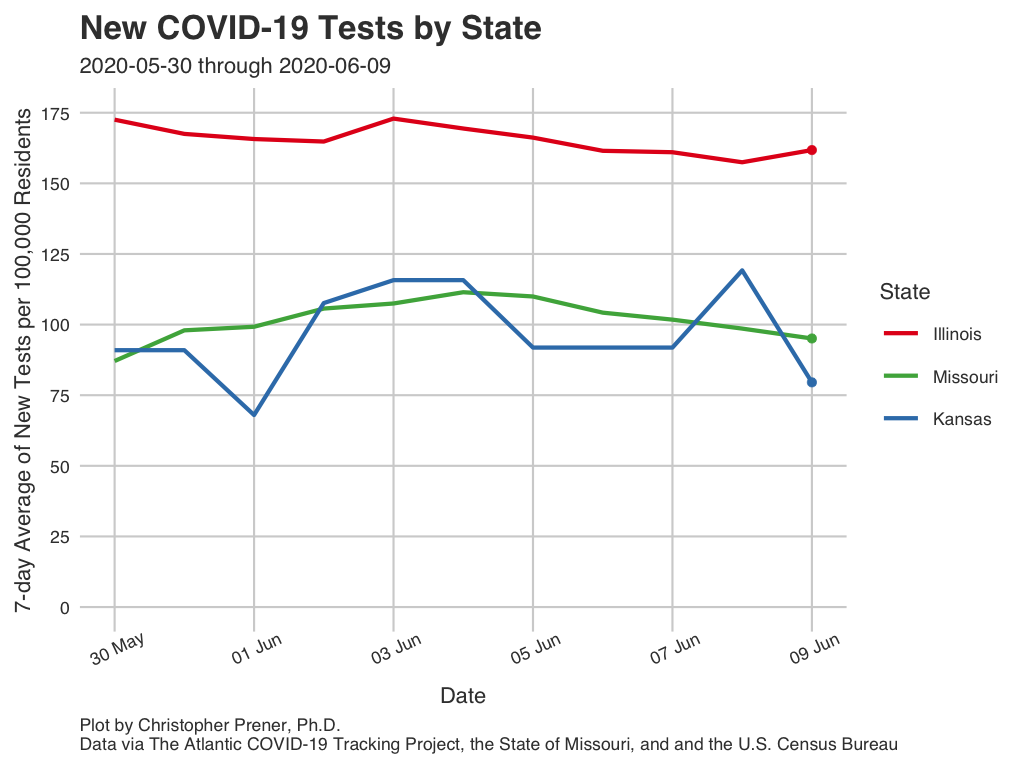 New COVID-19 Tests by State
2020-05-30 through 2020-06-09
7-day Average of New Tests per 100,000 Residents
175
150
125
100
75
50
25
0
30 May
01 Jun
03 Jun
05 Jun
07 Jun
09 Jun
Date
State
Illinois
Missouri
Kansas
Plot by Christopher Prener, Ph.D.
Data via The Atlantic COVID-19 Tracking Project, the State of Missouri, and and the U.S. Census Bureau